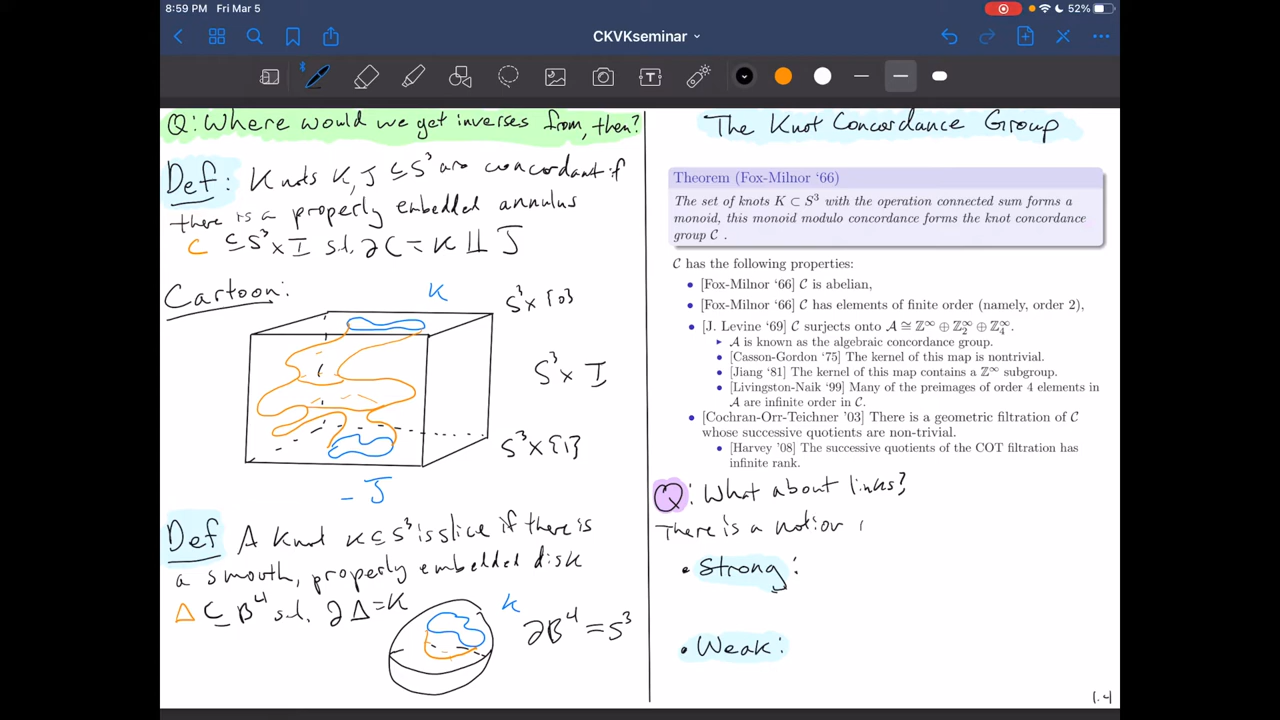 8:59 PM Fri Mar 5
52%
CKVKseminar
Q: Where would we get inverses from, then?
Def: Knots K, J ⊆ S³ are concordant if
there is a properly embedded annulus
C ⊆ S³ × I s.t. ∂C = K ⨿ J
Cartoon:
K
S³ × {0}
S³ × I
S³ × {1}
- J
Def A knot K ⊆ S³ is slice if there is
a smooth, properly embedded disk
Δ ⊆ B⁴ s.t. ∂Δ = K
K
∂B⁴ = S³
The Knot Concordance Group
Theorem (Fox-Milnor '66)
The set of knots K ⊂ S³ with the operation connected sum forms a
monoid, this monoid modulo concordance forms the knot concordance
group 𝒞 .
𝒞 has the following properties:
• [Fox-Milnor '66] 𝒞 is abelian,
• [Fox-Milnor '66] 𝒞 has elements of finite order (namely, order 2),
• [J. Levine '69] 𝒞 surjects onto 𝒜 ≅ ℤ^∞ ⊕ ℤ₂^∞ ⊕ ℤ₄^∞.
▸ 𝒜 is known as the algebraic concordance group.
• [Casson-Gordon '75] The kernel of this map is nontrivial.
• [Jiang '81] The kernel of this map contains a ℤ^∞ subgroup.
• [Livingston-Naik '99] Many of the preimages of order 4 elements in
𝒜 are infinite order in 𝒞.
• [Cochran-Orr-Teichner '03] There is a geometric filtration of 𝒞
whose successive quotients are non-trivial.
• [Harvey '08] The successive quotients of the COT filtration has
infinite rank.
Q: What about links?
There is a notion
• Strong:
• Weak:
1.4